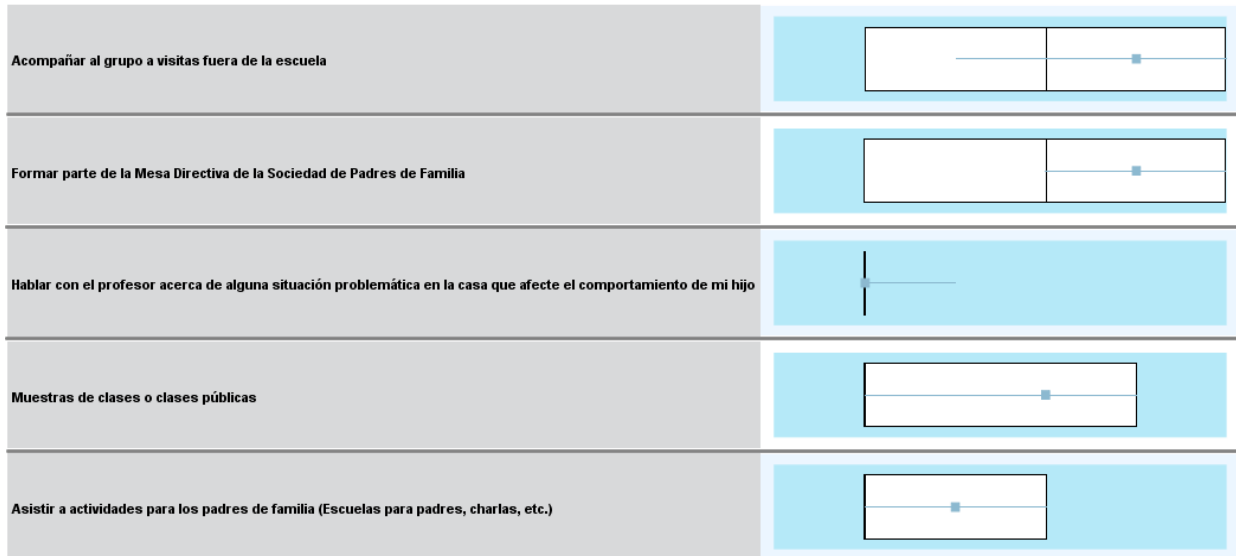 Acompañar al grupo a visitas fuera de la escuela
Formar parte de la Mesa Directiva de la Sociedad de Padres de Familia
Hablar con el profesor acerca de alguna situación problemática en la casa que afecte el comportamiento de mi hijo
Muestras de clases o clases públicas
Asistir a actividades para los padres de familia (Escuelas para padres, charlas, etc.)